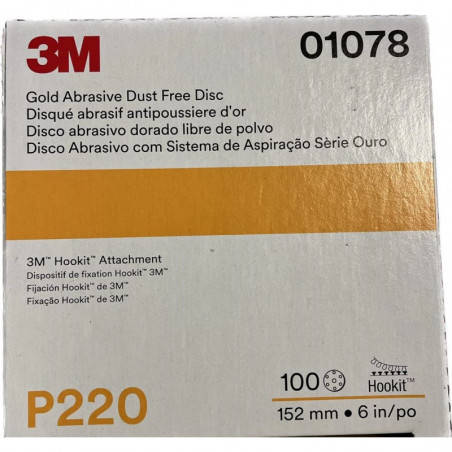 3M
01078
Gold Abrasive Dust Free Disc
Disqué abrasif antipoussiere d'or
Disco abrasivo dorado libre de polvo
Disco Abrasivo com Sistema de Aspiração Sèrie Ouro
3M™ Hookit™ Attachment
Dispositif de fixation Hookit™ 3M™
Fijación Hookit™ de 3M™
Fixação Hookit™ de 3M™
P220
100
Hookit™
152 mm • 6 in/po